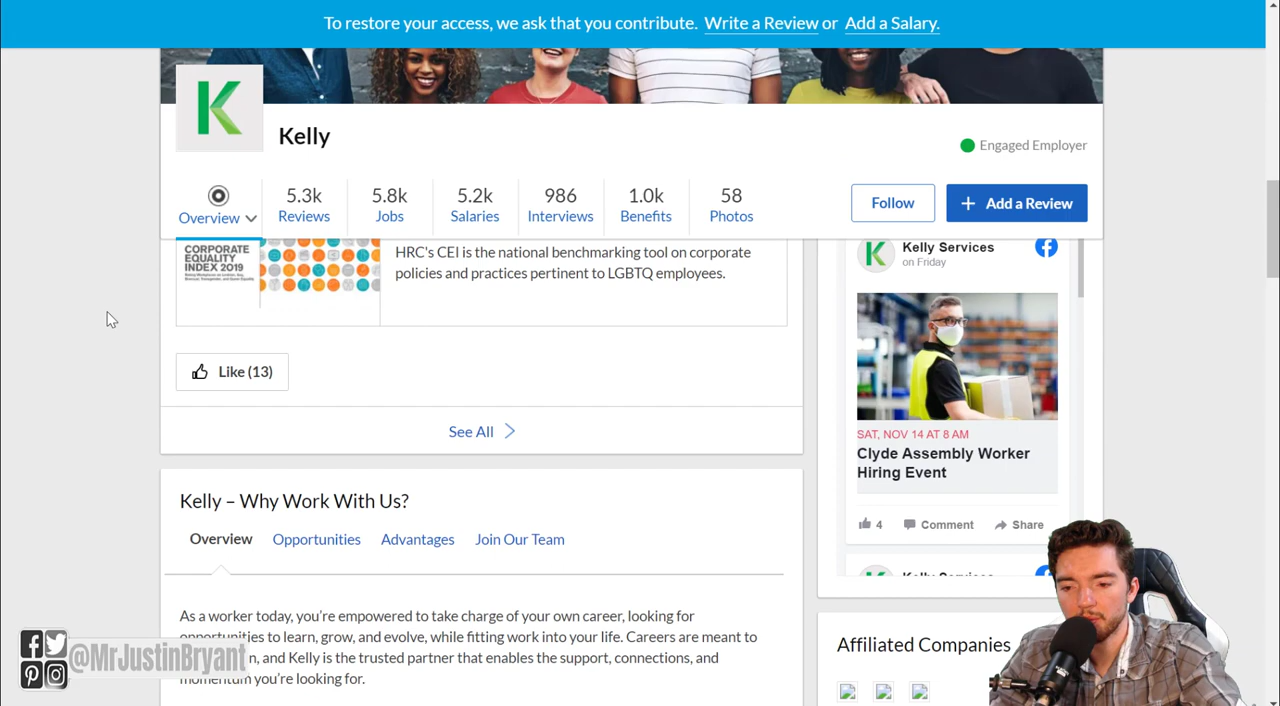 To restore your access, we ask that you contribute. Write a Review or Add a Salary.
K
Kelly
Engaged Employer
Overview
5.3k
Reviews
5.8k
Jobs
5.2k
Salaries
986
Interviews
1.0k
Benefits
58
Photos
Follow
+ Add a Review
CORPORATE
EQUALITY
INDEX 2019
HRC's CEI is the national benchmarking tool on corporate
policies and practices pertinent to LGBTQ employees.
Like (13)
See All
Kelly – Why Work With Us?
Overview
Opportunities
Advantages
Join Our Team
As a worker today, you're empowered to take charge of your own career, looking for
opportunities to learn, grow, and evolve, while fitting work into your life. Careers are meant to
and Kelly is the trusted partner that enables the support, connections, and
momentum you're looking for.
Kelly Services
on Friday
SAT, NOV 14 AT 8 AM
Clyde Assembly Worker
Hiring Event
4
Comment
Share
Kelly Services
Affiliated Companies
@MrJustinBryant